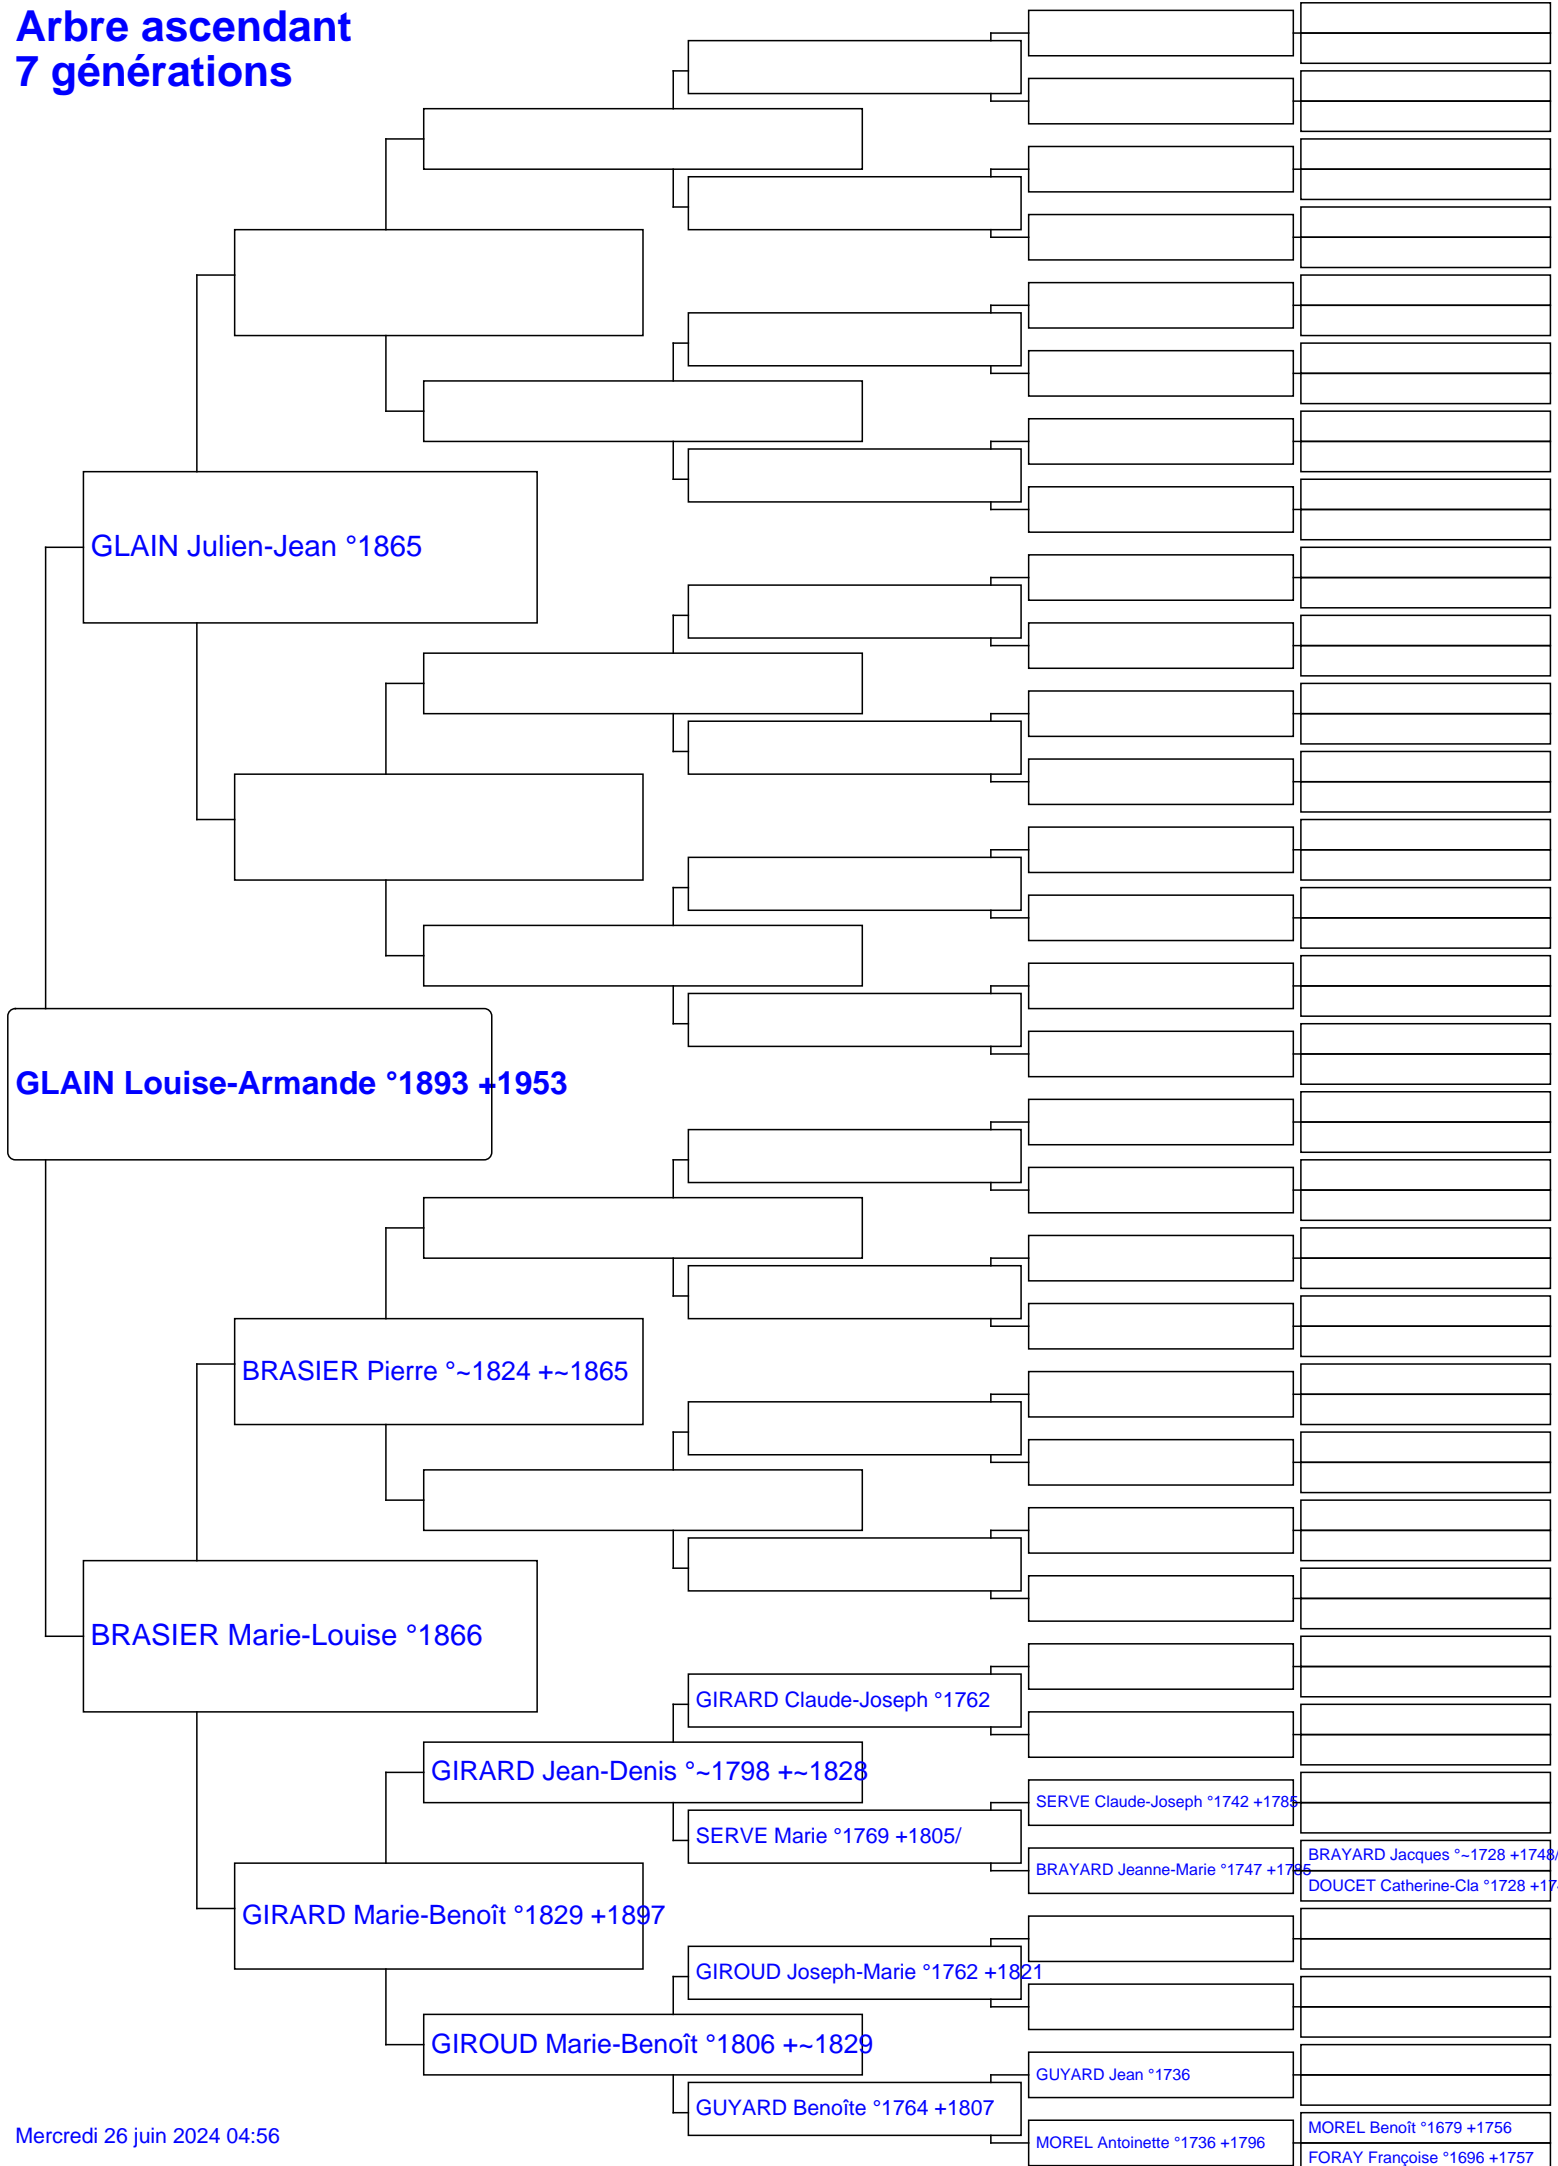 Arbre ascendant
7 générations
GLAIN Julien-Jean °1865
GLAIN Louise-Armande °1893 +1953
BRASIER Pierre °~1824 +~1865
BRASIER Marie-Louise °1866
GIRARD Claude-Joseph °1762
GIRARD Jean-Denis °~1798 +~1828
SERVE Claude-Joseph °1742 +1785
SERVE Marie °1769 +1805/
BRAYARD Jacques °~1728 +1748/
BRAYARD Jeanne-Marie °1747 +1785
DOUCET Catherine-Cla °1728
GIRARD Marie-Benoît °1829 +1897
GIROUD Joseph-Marie °1762 +1821
GIROUD Marie-Benoît °1806 +~1829
GUYARD Jean °1736
GUYARD Benoîte °1764 +1807
MOREL Benoît °1679 +1756
MOREL Antoinette °1736 +1796
FORAY Françoise °1696 +1757
Mercredi 26 juin 2024 04:56